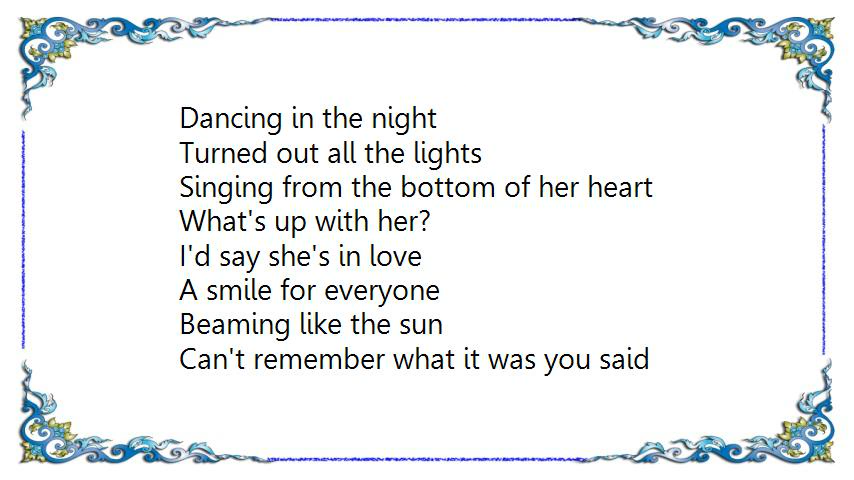 Dancing in the night
Turned out all the lights
Singing from the bottom of her heart
What's up with her?
I'd say she's in love
A smile for everyone
Beaming like the sun
Can't remember what it was you said